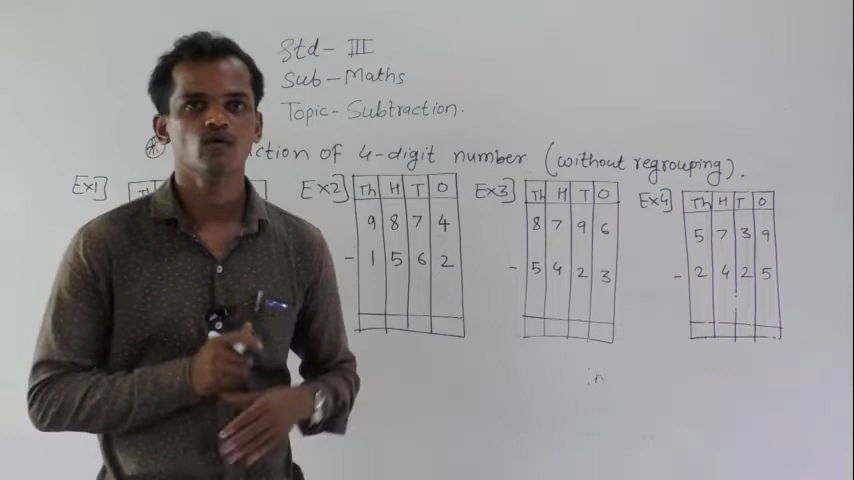 Std- III
Sub-Maths
Topic-Subtraction.
ction of 4-digit number (without regrouping).
Ex1]
Ex2] Th H T O
9 8 7 4
- 1 5 6 2
Ex3] Th H T O
8 7 9 6
- 5 4 2 3
Ex4] Th H T O
5 7 3 9
- 2 4 2 5